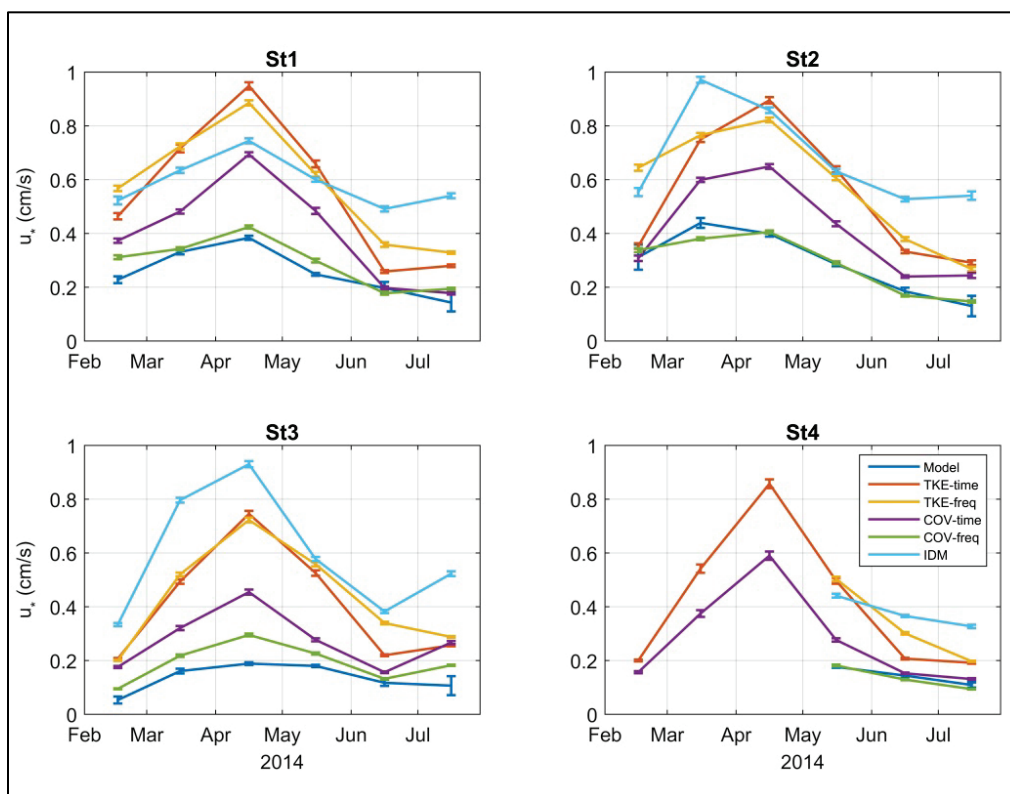 St1
1
0.8
0.6
0.4
0.2
0
u* (cm/s)
Feb Mar Apr May Jun Jul
St2
1
0.8
0.6
0.4
0.2
0
Feb Mar Apr May Jun Jul
St3
1
0.8
0.6
0.4
0.2
0
u* (cm/s)
Feb Mar Apr May Jun Jul
2014
St4
1
0.8
0.6
0.4
0.2
0
Model
TKE-time
TKE-freq
COV-time
COV-freq
IDM
Feb Mar Apr May Jun Jul
2014